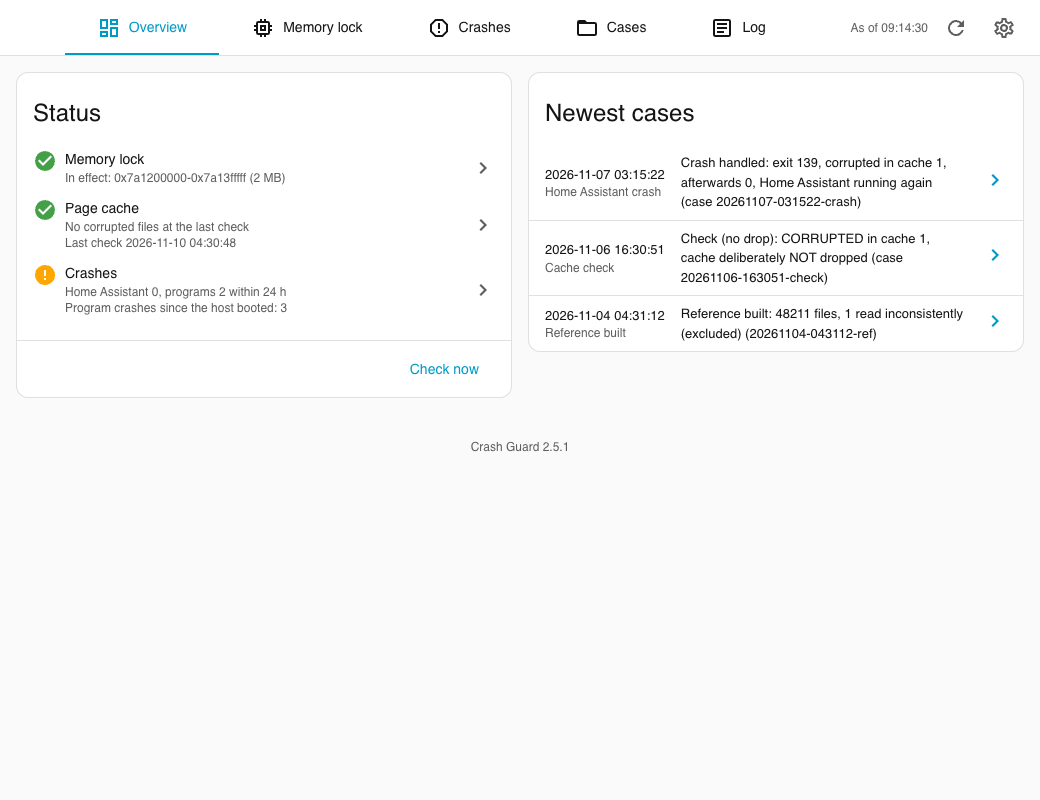 Overview
Memory lock
Crashes
Cases
Log
As of 09:14:30
Status
Memory lock
In effect: 0x7a1200000-0x7a13fffff (2 MB)
Page cache
No corrupted files at the last check
Last check 2026-11-10 04:30:48
Crashes
Home Assistant 0, programs 2 within 24 h
Program crashes since the host booted: 3
Check now
Newest cases
2026-11-07 03:15:22
Home Assistant crash
Crash handled: exit 139, corrupted in cache 1,
afterwards 0, Home Assistant running again
(case 20261107-031522-crash)
2026-11-06 16:30:51
Cache check
Check (no drop): CORRUPTED in cache 1,
cache deliberately NOT dropped (case
20261106-163051-check)
2026-11-04 04:31:12
Reference built
Reference built: 48211 files, 1 read inconsistently
(excluded) (20261104-043112-ref)
Crash Guard 2.5.1